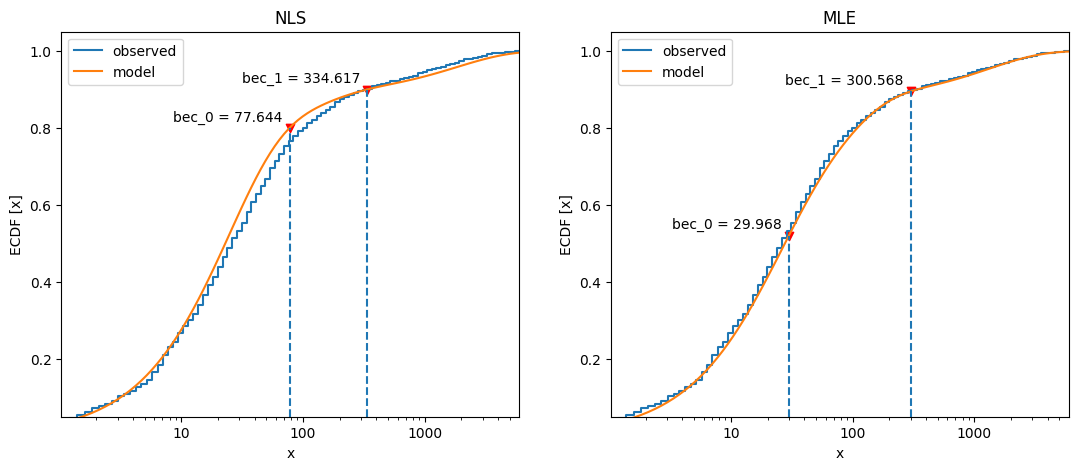 NLS
observed
model
bec_1 = 334.617
bec_0 = 77.644
1.0
0.8
0.6
0.4
0.2
ECDF [x]
10
100
1000
x
MLE
observed
model
bec_1 = 300.568
bec_0 = 29.968
1.0
0.8
0.6
0.4
0.2
ECDF [x]
10
100
1000
x